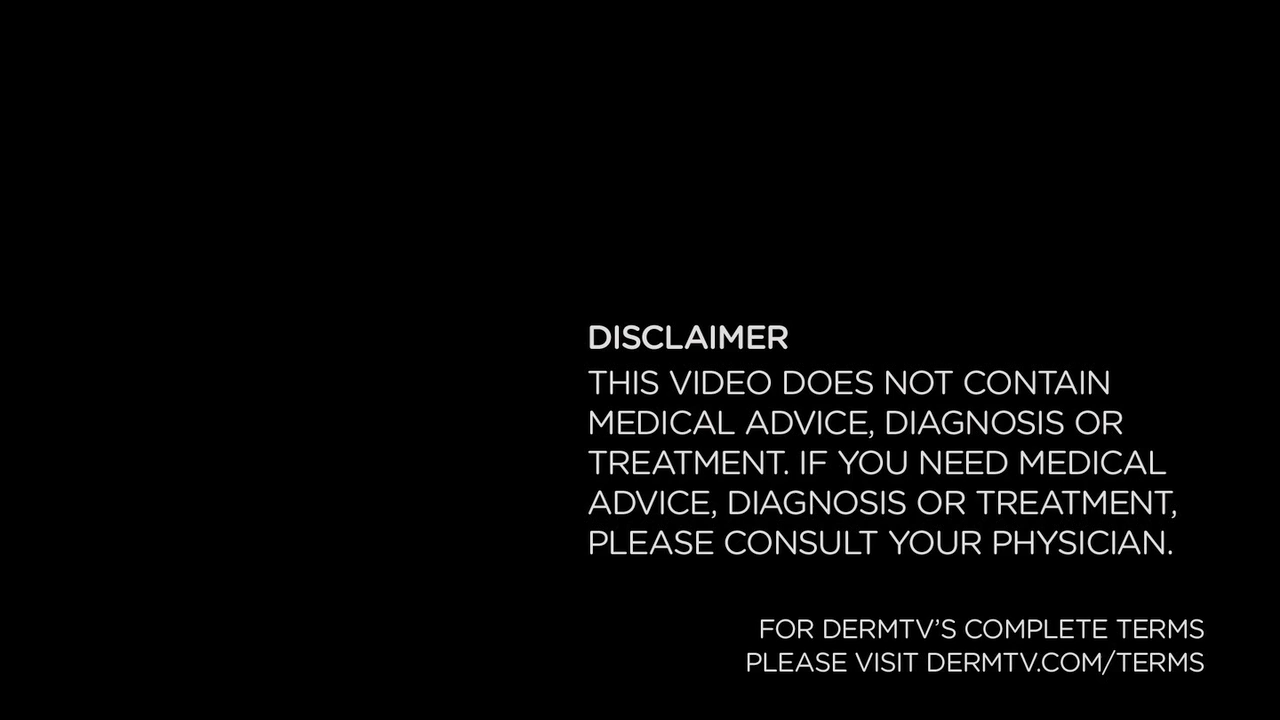 DISCLAIMER
THIS VIDEO DOES NOT CONTAIN
MEDICAL ADVICE, DIAGNOSIS OR
TREATMENT. IF YOU NEED MEDICAL
ADVICE, DIAGNOSIS OR TREATMENT,
PLEASE CONSULT YOUR PHYSICIAN.
FOR DERMTV’S COMPLETE TERMS
PLEASE VISIT DERMTV.COM/TERMS